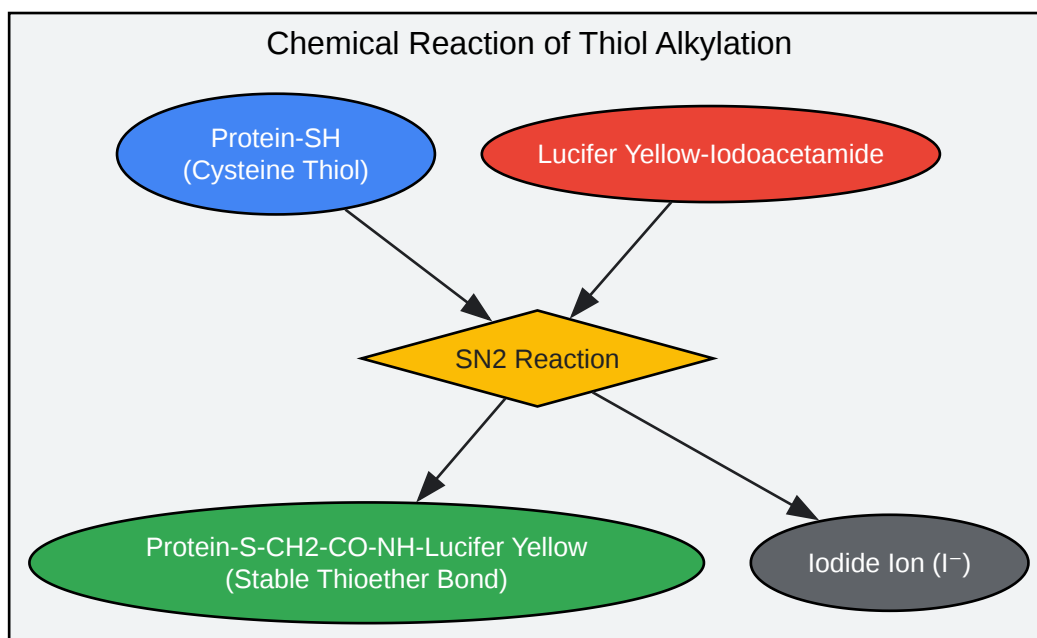 Chemical Reaction of Thiol Alkylation
Protein-SH
(Cysteine Thiol)
Lucifer Yellow-Iodoacetamide
SN2 Reaction
Protein-S-CH2-CO-NH-Lucifer Yellow
(Stable Thioether Bond)
Iodide Ion (I⁻)